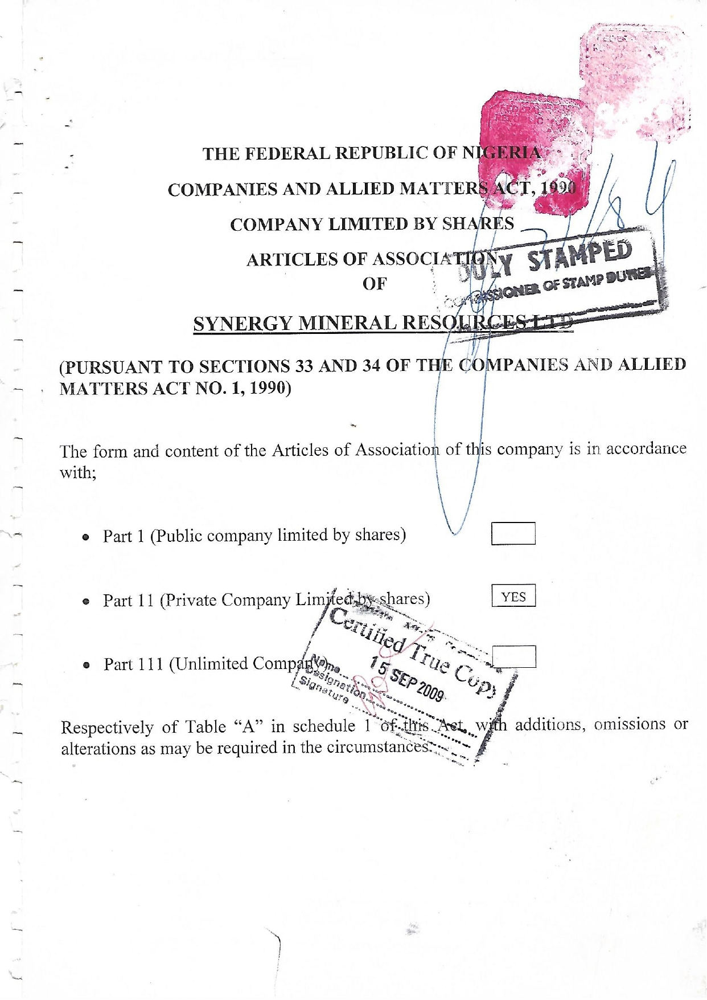 THE FEDERAL REPUBLIC OF NIGERIA
COMPANIES AND ALLIED MATTERS ACT, 1990
COMPANY LIMITED BY SHARES
ARTICLES OF ASSOCIATION
OF
DULY STAMPED
COMMISSIONER OF STAMP DUTIES
SYNERGY MINERAL RESOURCES LTD
(PURSUANT TO SECTIONS 33 AND 34 OF THE COMPANIES AND ALLIED
MATTERS ACT NO. 1, 1990)
The form and content of the Articles of Association of this company is in accordance
with;
• Part 1 (Public company limited by shares)
• Part 11 (Private Company Limited by shares) YES
• Part 111 (Unlimited Company)
Certified True Copy
15 SEP 2009
Name
Designation
Signature
Respectively of Table “A” in schedule 1 of this Act, with additions, omissions or
alterations as may be required in the circumstances.